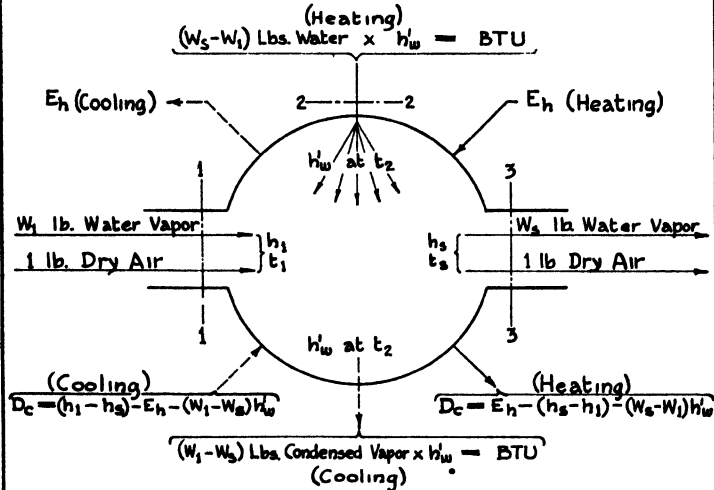 (Heating)
(Ws-W1) Lbs. Water x h'w = BTU
Eh (Cooling)
2 2
Eh (Heating)
h'w at t2
1
3
W1 lb. Water Vapor
h1
t1
1 lb. Dry Air
hs
ts
Ws lb. Water Vapor
1 lb Dry Air
1
3
h'w at t2
(Cooling)
Dc = (h1-hs)-Eh-(W1-Ws)h'w
(Heating)
Dc = Eh-(hs-h1)-(Ws-W1)h'w
(W1-Ws) Lbs. Condensed Vapor x h'w = BTU
(Cooling)